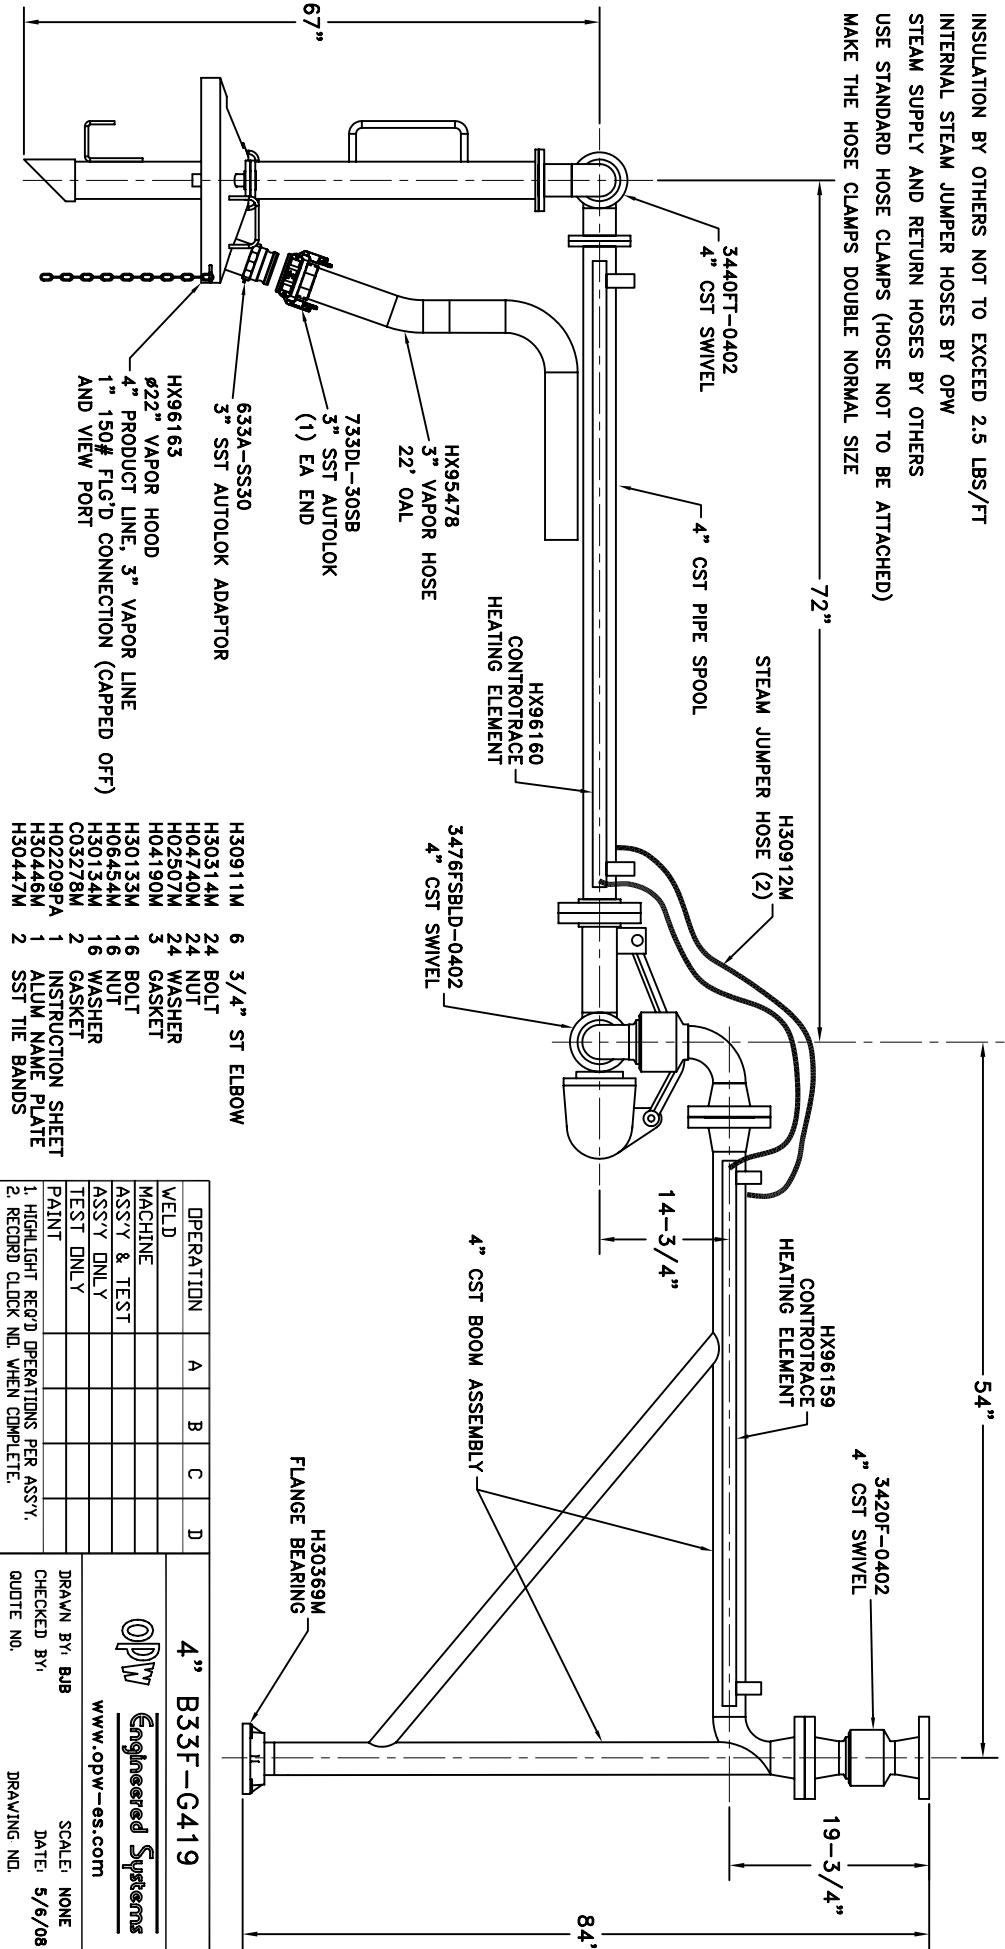 INSULATION BY OTHERS NOT TO EXCEED 2.5 LBS/FT
INTERNAL STEAM JUMPER HOSES BY OPW
STEAM SUPPLY AND RETURN HOSES BY OTHERS
USE STANDARD HOSE CLAMPS (HOSE NOT TO BE ATTACHED)
MAKE THE HOSE CLAMPS DOUBLE NORMAL SIZE
54"
72"
67"
14-3/4"
19-3/4"
84'
3440FT-0402
4" CST SWIVEL
4" CST PIPE SPOOL
H30912M
STEAM JUMPER HOSE (2)
HX96159
CONTROTRACE
HEATING ELEMENT
3420F-0402
4" CST SWIVEL
HX96160
CONTROTRACE
HEATING ELEMENT
3476FSBLD-0402
4" CST SWIVEL
4" CST BOOM ASSEMBLY
H30369M
FLANGE BEARING
HX95478
3" VAPOR HOSE
22' OAL
733DL-30SB
3" SST AUTOLOK
(1) EA END
633A-SS30
3" SST AUTOLOK ADAPTOR
HX96163
Ø22" VAPOR HOOD
4" PRODUCT LINE, 3" VAPOR LINE
1" 150# FLG'D CONNECTION (CAPPED OFF)
AND VIEW PORT
H30911M 6 3/4" ST ELBOW
H30314M 24 BOLT
H04740M 24 NUT
H02507M 24 WASHER
H04190M 3 GASKET
H30133M 16 BOLT
H06454M 16 NUT
H30134M 16 WASHER
C03278M 2 GASKET
H02209PA 1 INSTRUCTION SHEET
H30446M 1 ALUM NAME PLATE
H30447M 2 SST TIE BANDS
OPERATION A B C D
WELD
MACHINE
ASS'Y & TEST
ASS'Y ONLY
TEST ONLY
PAINT
1. HIGHLIGHT REQ'D OPERATIONS PER ASS'Y.
2. RECORD CLOCK NO. WHEN COMPLETE.
4" B33F-G419
OPW Engineered Systems
www.opw-es.com
DRAWN BY: BJB SCALE: NONE
CHECKED BY: DATE: 5/6/08
QUOTE NO. DRAWING NO.